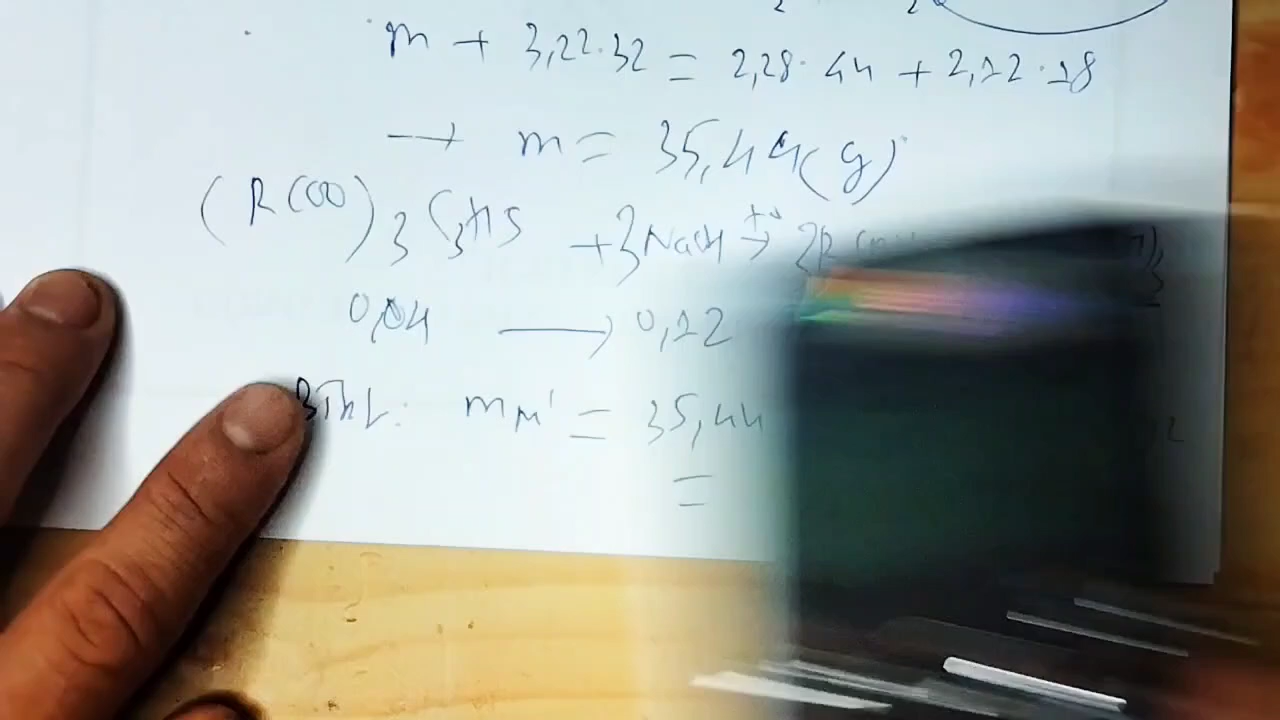 m + 3,22.32 = 2,28.44 + 2,12.18
→ m = 35,44(g)
(RCOO)3C3H5 + 3NaOH t° →
0,04 → 0,12
BTKL: mM' = 35,44
=